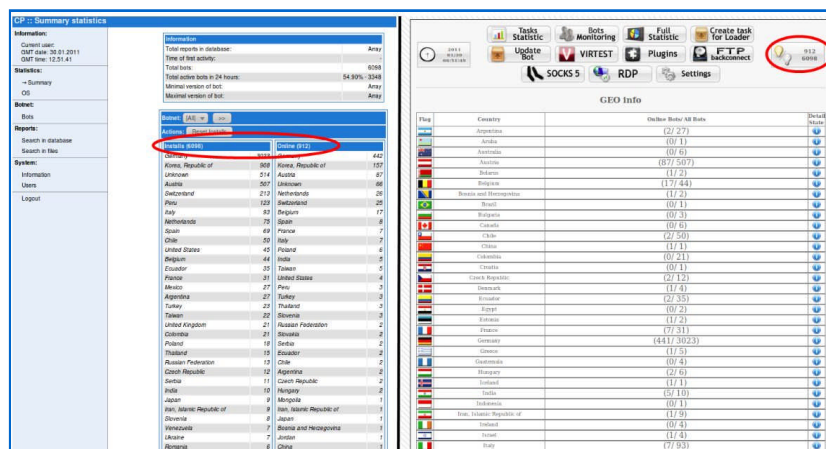 CP :: Summary statistics
Information:
Current user:
GMT date: 30.01.2011
GMT time: 12.51.41
Statistics:
→ Summary
OS
Botnet:
Bots
Reports:
Search in database
Search in files
System:
Information
Users
Logout
Information
Total reports in database: Array
Time of first activity: -
Total bots: 6098
Total active bots in 24 hours: 54.90% - 3348
Minimal version of bot: Array
Maximal version of bot: Array
Botnet: [All] >>
Actions: Reset Installs
Installs (6098)
Germany
Korea, Republic of 908
Unknown 514
Austria 507
Switzerland 213
Peru 123
Italy 93
Netherlands 75
Spain 69
Chile 50
United States 45
Belgium 44
Ecuador 35
France 31
Mexico 27
Argentina 27
Turkey 23
Taiwan 22
United Kingdom 21
Colombia 21
Poland 18
Thailand 15
Russian Federation 13
Czech Republic 12
Serbia 11
India 10
Japan 9
Iran, Islamic Republic of 9
Slovenia 8
Venezuela 7
Ukraine 7
Romania 6
Online (912)
Germany 442
Korea, Republic of 157
Austria 87
Unknown 66
Netherlands 26
Switzerland 25
Belgium 17
Spain 8
France 7
Italy 7
Poland 6
India 5
Taiwan 5
United States 4
Peru 3
Turkey 3
Thailand 3
Slovenia 3
Russian Federation 2
Slovakia 2
Serbia 2
Ecuador 2
Chile 2
Argentina 2
Czech Republic 2
Hungary 2
Mongolia 1
Iran, Islamic Republic of 1
Japan 1
Bosnia and Herzegovina 1
Jordan 1
China 1
Tasks Statistic
Bots Monitoring
Full Statistic
Create task for Loader
2011
Update Bot
VIRTEST
Plugins
FTP backconnect
912
6098
SOCKS 5
RDP
Settings
GEO info
Flag Country Online Bots/ All Bots Detail State
Argentina (2/ 27)
Aruba (0/ 1)
Australia (0/ 6)
Austria (87/ 507)
Belarus (1/ 2)
Belgium (17/ 44)
Bosnia and Herzegovina (1/ 2)
Brazil (0/ 1)
Bulgaria (0/ 3)
Canada (0/ 6)
Chile (2/ 50)
China (1/ 1)
Colombia (0/ 21)
Croatia (0/ 1)
Czech Republic (2/ 12)
Denmark (1/ 4)
Ecuador (2/ 35)
Egypt (0/ 2)
Estonia (1/ 2)
France (7/ 31)
Germany (441/ 3023)
Greece (1/ 5)
Guatemala (0/ 4)
Hungary (2/ 6)
Iceland (1/ 1)
India (5/ 10)
Indonesia (0/ 1)
Iran, Islamic Republic of (1/ 9)
Ireland (0/ 4)
Israel (1/ 4)
Italy (7/ 93)